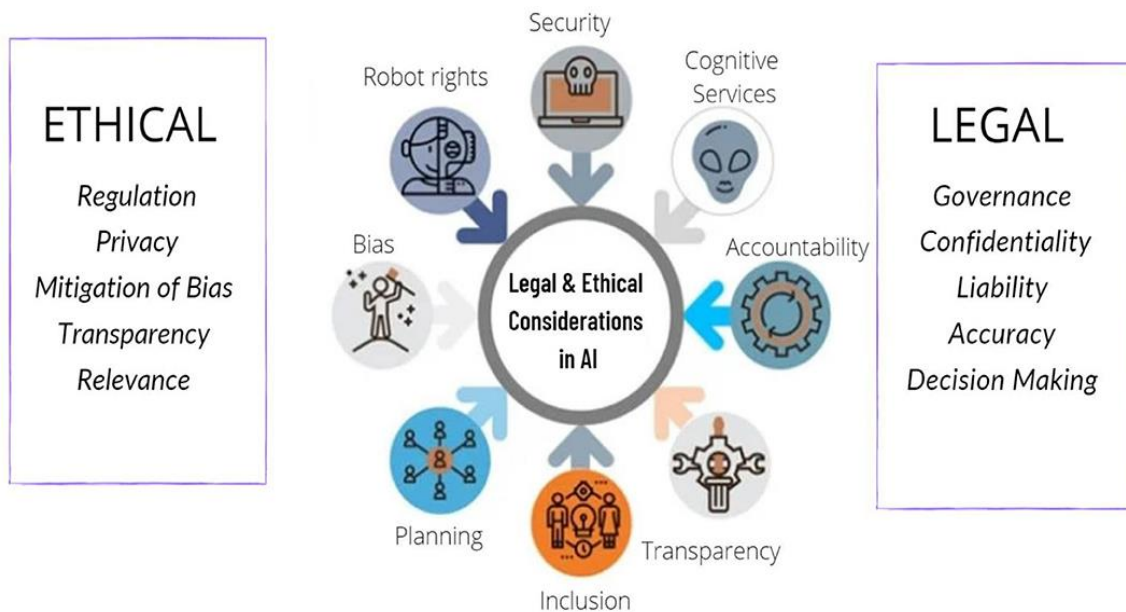 ETHICAL
Regulation
Privacy
Mitigation of Bias
Transparency
Relevance
Security
Robot rights
Cognitive
Services
Bias
Accountability
Legal & Ethical
Considerations
in AI
Planning
Transparency
Inclusion
LEGAL
Governance
Confidentiality
Liability
Accuracy
Decision Making